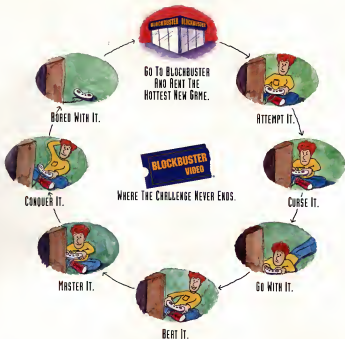 BLOCKBUSTER BLOCKBUSTER
GO TO BLOCKBUSTER
AND RENT THE
HOTTEST NEW GAME.
ATTEMPT IT.
CURSE IT.
GO WITH IT.
BEAT IT.
MASTER IT.
CONQUER IT.
BORED WITH IT.
BLOCKBUSTER
VIDEO
WHERE THE CHALLENGE NEVER ENDS.